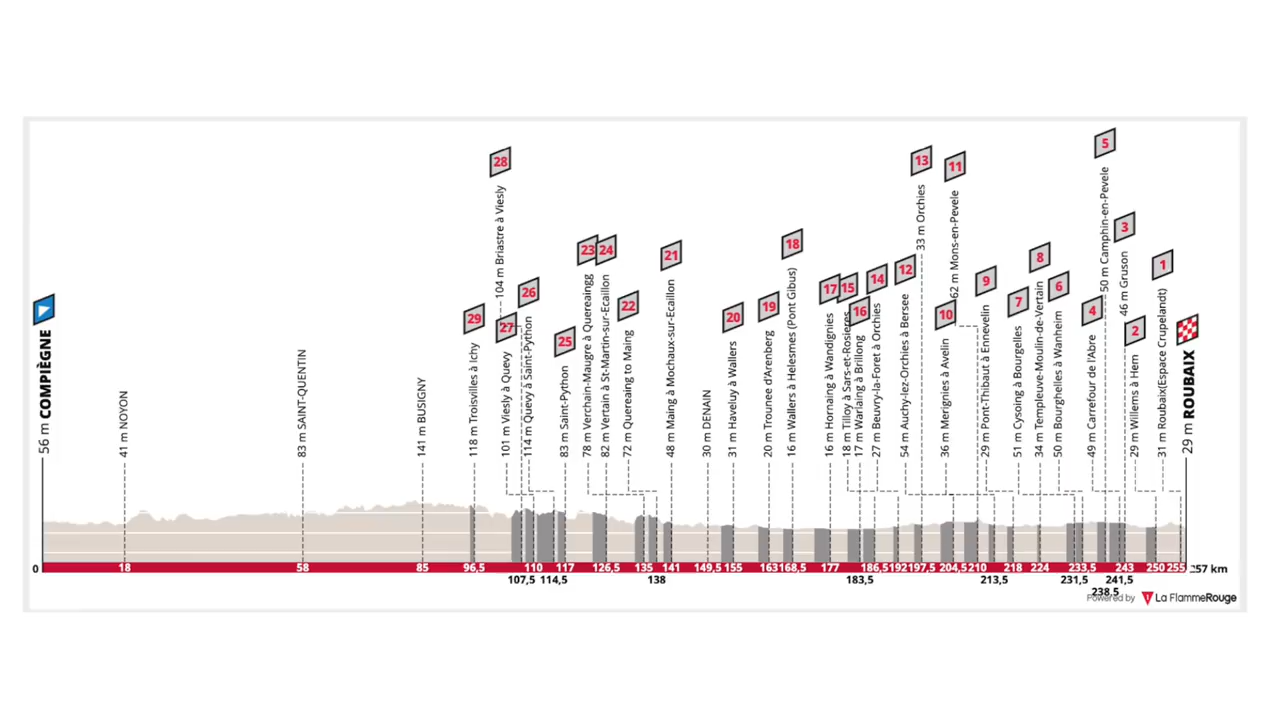 28
13
11
5
23
24
21
18
12
3
29
27
26
25
22
20
19
17
15
16
14
10
9
7
8
6
4
2
1
56 m COMPIÈGNE
41 m NOYON
83 m SAINT-QUENTIN
141 m BUSIGNY
118 m Troisvilles à Ichy
104 m Briastre à Viesly
101 m Viesly à Quevy
114 m Quevy à Saint-Python
83 m Saint-Python
78 m Verchain-Maugre à Quereaingg
82 m Vertain à St-Martin-sur-Ecaillon
72 m Quereaing to Maing
48 m Maing à Mochaux-sur-Ecaillon
30 m DENAIN
31 m Haveluy à Wallers
20 m Trounee d'Arenberg
16 m Wallers à Helesmes (Pont Gibus)
16 m Hornaing à Wandignies
18 m Tilloy à Sars-et-Rosieres
17 m Warlaing à Brillong
27 m Beuvry-la-Foret à Orchies
54 m Auchy-lez-Orchies à Bersee
33 m Orchies
36 m Merignies à Avelin
62 m Mons-en-Pevele
29 m Pont-Thibaut à Ennevelin
51 m Cysoing à Bourgelles
34 m Templeuve-Moulin-de-Vertain
50 m Bourghelles à Wanheim
49 m Carrefour de l'Abre
50 m Camphin-en-Pevele
46 m Gruson
29 m Willems à Hem
31 m Roubaix(Espace Crupelandt)
29 m ROUBAIX
0 18 58 85 96,5 110 117 126,5 135 141 149,5 155 163 168,5 177 186,5 192 197,5 204,5 210 218 224 233,5 243 250 255 257 km
107,5 114,5 138 183,5 213,5 231,5 241,5
238,5
Powered by La FlammeRouge